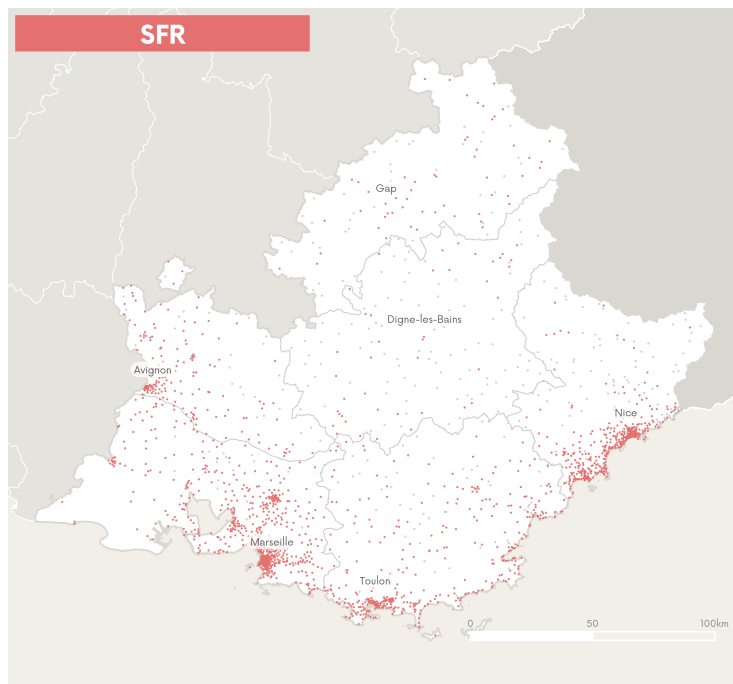 SFR
Gap
Digne-les-Bains
Avignon
Nice
Marseille
Toulon
0 50 100km